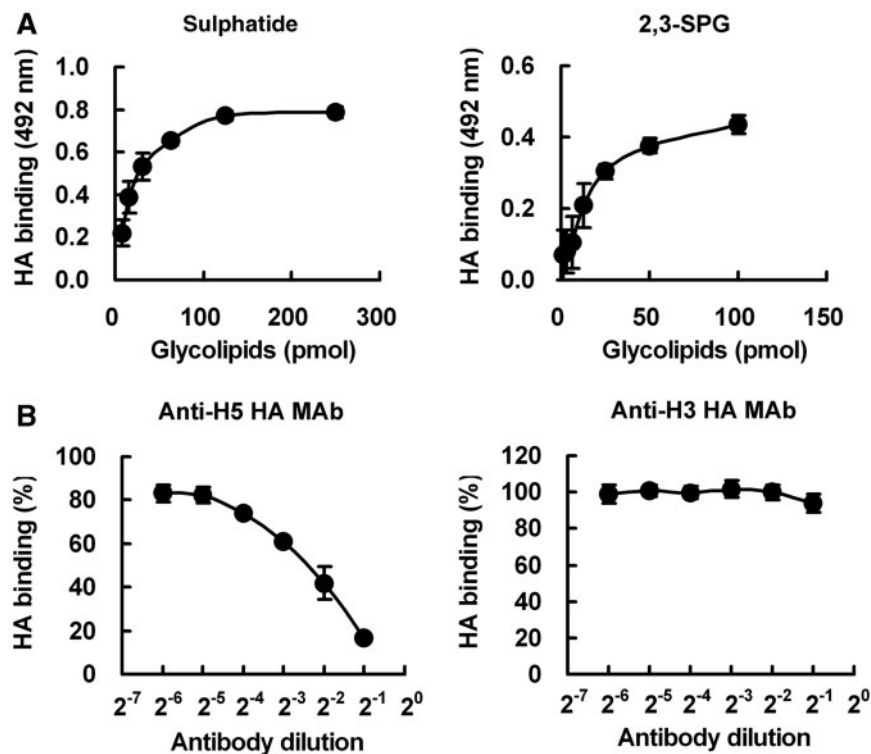 A
Sulphatide
HA binding (492 nm)
1.0
0.8
0.6
0.4
0.2
0.0
0 100 200 300
Glycolipids (pmol)
2,3-SPG
HA binding (492 nm)
0.6
0.4
0.2
0.0
0 50 100 150
Glycolipids (pmol)
B
Anti-H5 HA MAb
HA binding (%)
100
80
60
40
20
0
2⁻⁷ 2⁻⁶ 2⁻⁵ 2⁻⁴ 2⁻³ 2⁻² 2⁻¹ 2⁰
Antibody dilution
Anti-H3 HA MAb
HA binding (%)
120
100
80
60
40
20
0
2⁻⁷ 2⁻⁶ 2⁻⁵ 2⁻⁴ 2⁻³ 2⁻² 2⁻¹ 2⁰
Antibody dilution